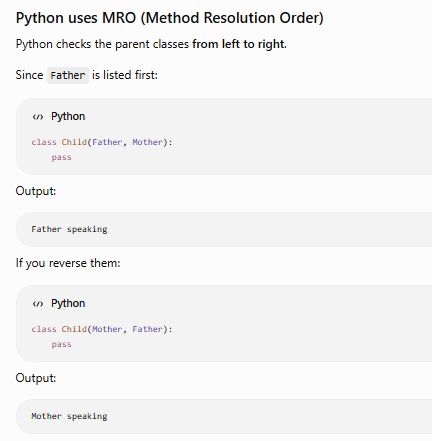 Python uses MRO (Method Resolution Order)
Python checks the parent classes from left to right.
Since Father is listed first:
</> Python
class Child(Father, Mother):
    pass
Output:
Father speaking
If you reverse them:
</> Python
class Child(Mother, Father):
    pass
Output:
Mother speaking